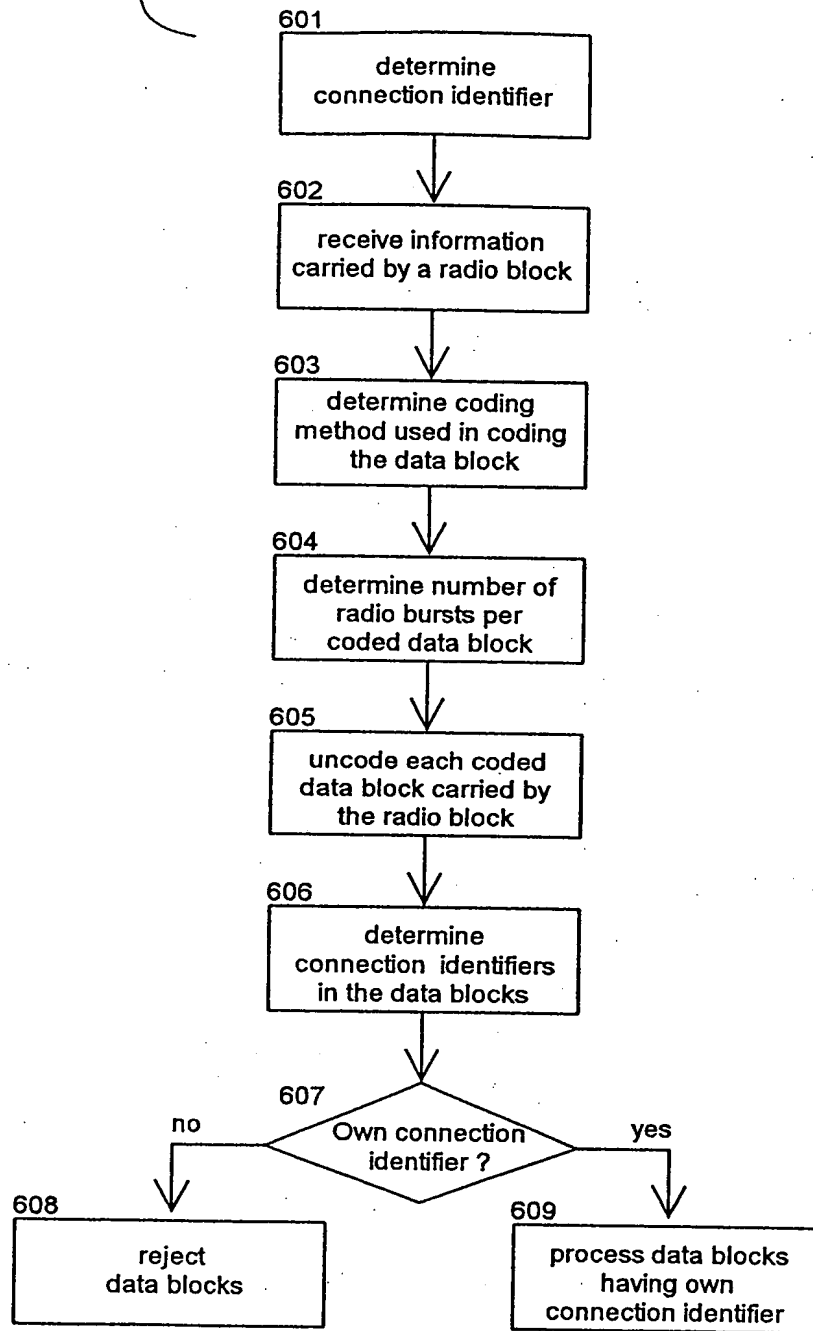 601
determine
connection identifier
602
receive information
carried by a radio block
603
determine coding
method used in coding
the data block
604
determine number of
radio bursts per
coded data block
605
uncode each coded
data block carried by
the radio block
606
determine
connection identifiers
in the data blocks
607
Own connection
identifier ?
no
yes
608
reject
data blocks
609
process data blocks
having own
connection identifier